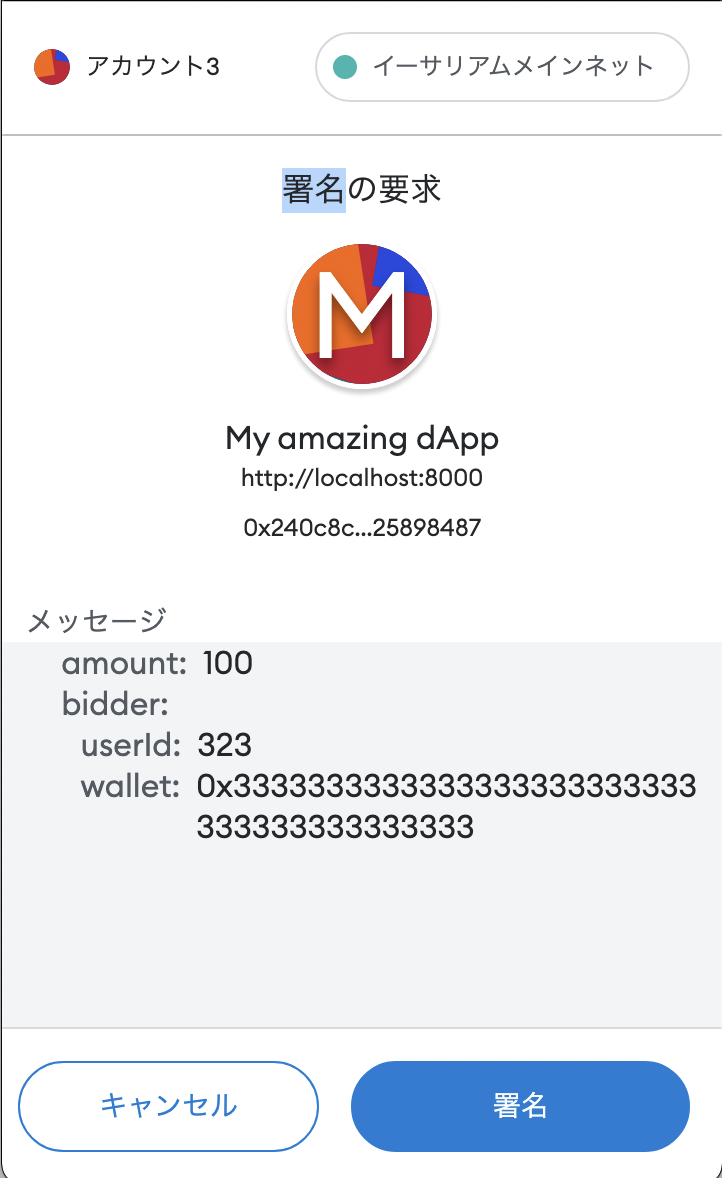 アカウント3
イーサリアムメインネット
署名の要求
M
My amazing dApp
http://localhost:8000
0x240c8c...25898487
メッセージ
amount: 100
bidder:
userId: 323
wallet: 0x3333333333333333333333333
333333333333333
キャンセル
署名